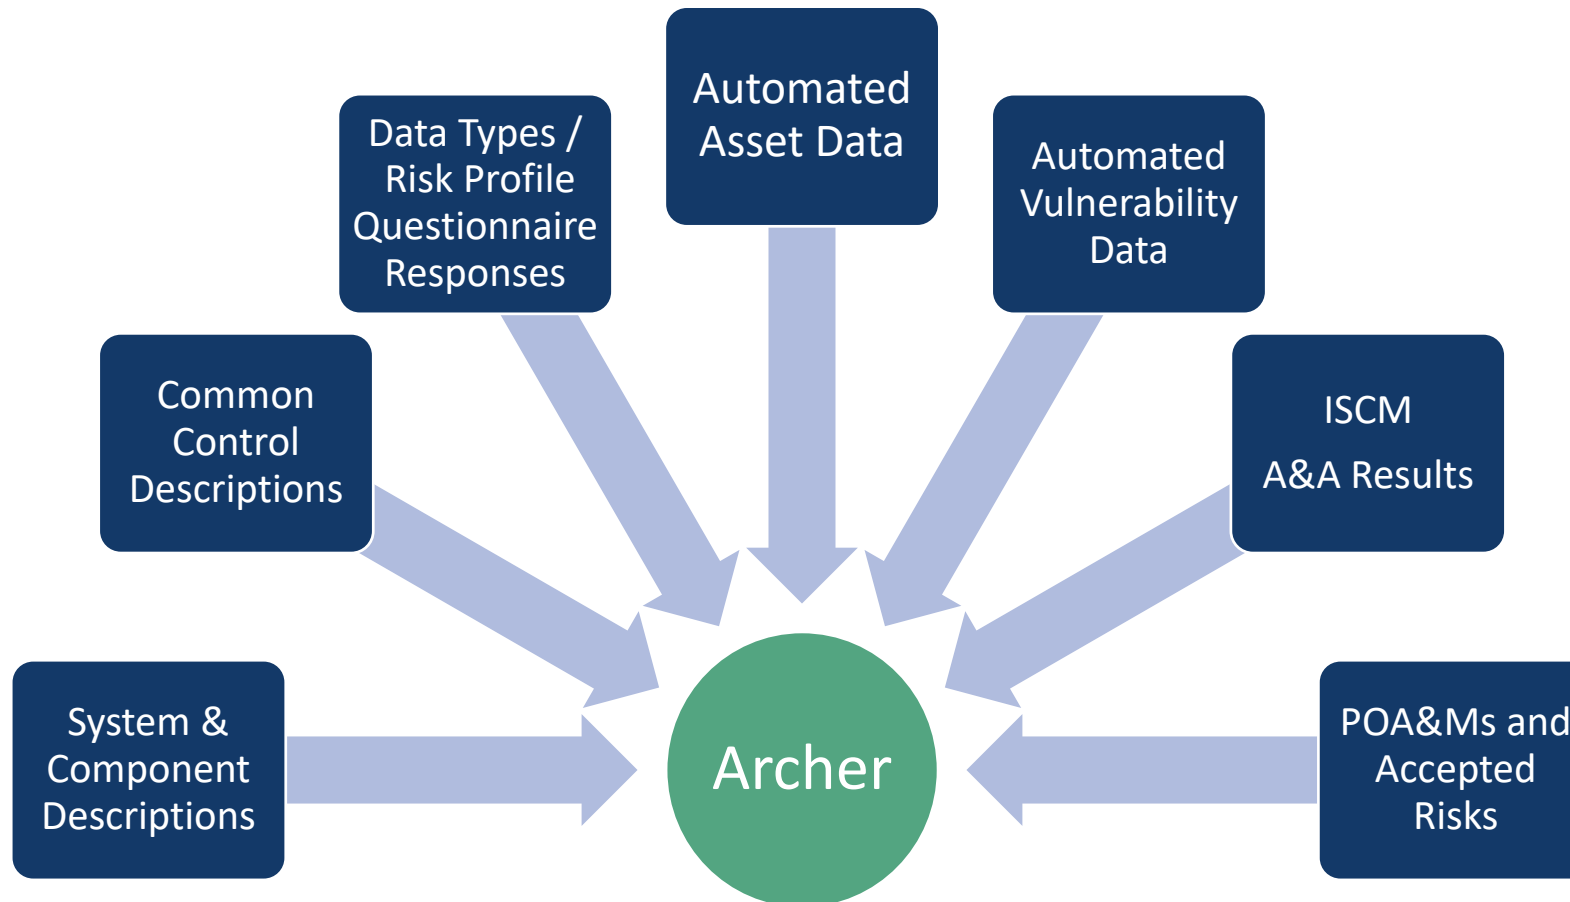 Automated
Asset Data
Data Types /
Risk Profile
Questionnaire
Responses
Automated
Vulnerability
Data
Common
Control
Descriptions
ISCM
A&A Results
System &
Component
Descriptions
Archer
POA&Ms and
Accepted
Risks